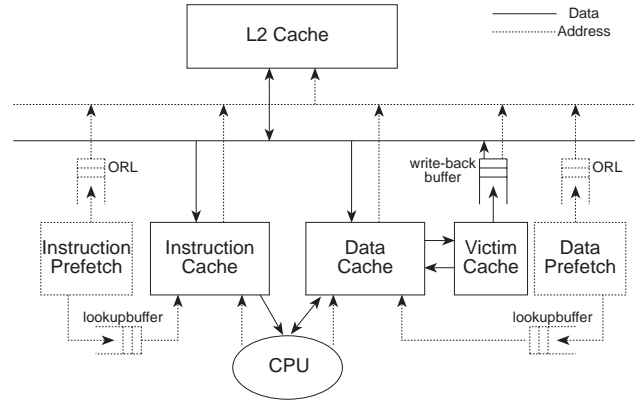 Data
Address
L2 Cache
ORL
write-back
buffer
ORL
Instruction
Prefetch
Instruction
Cache
Data
Cache
Victim
Cache
Data
Prefetch
lookupbuffer
lookupbuffer
CPU